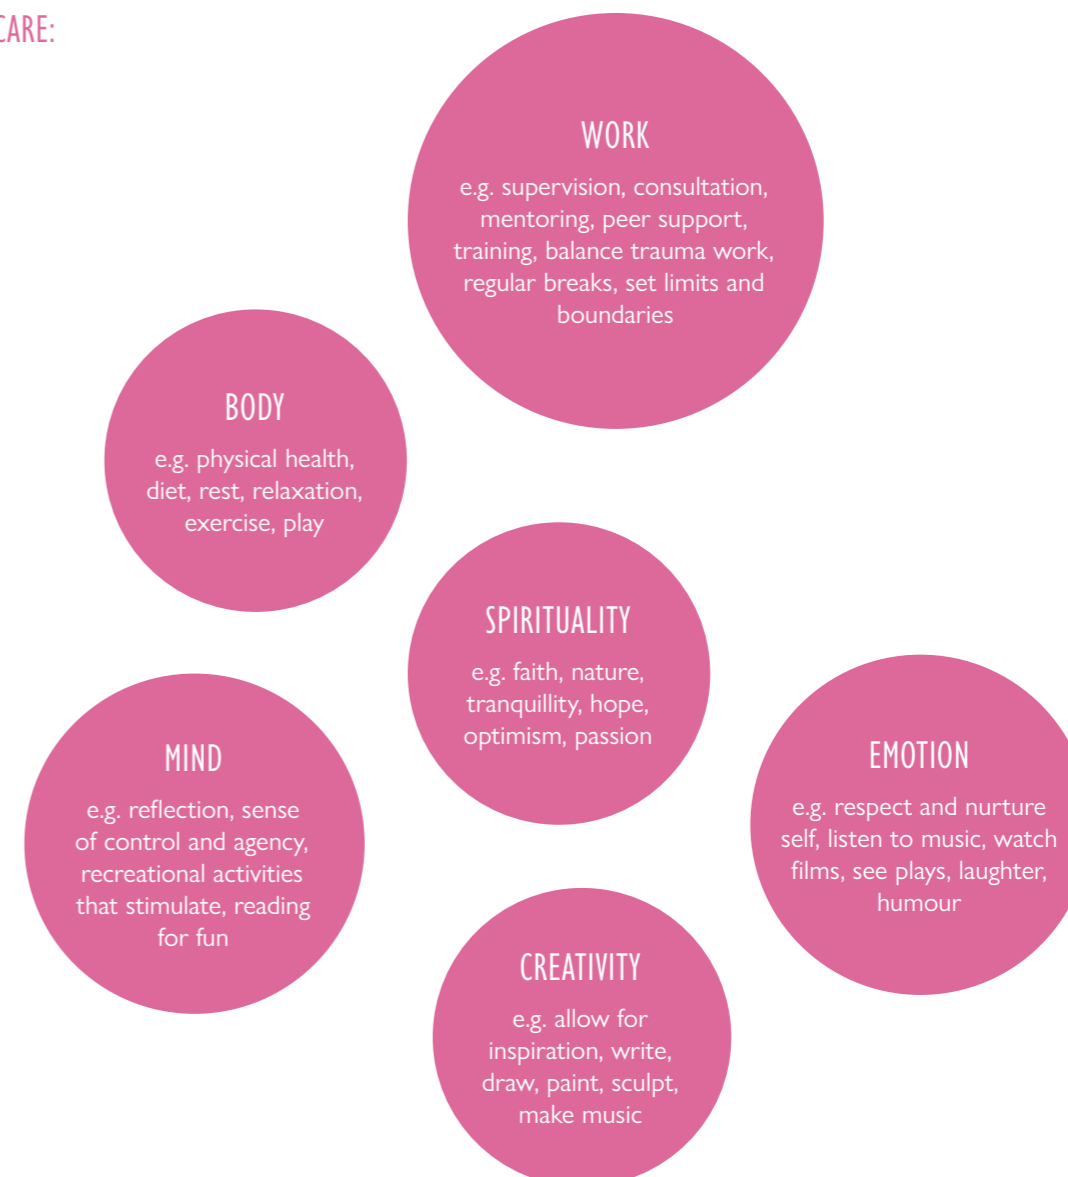 CARE:
WORK
e.g. supervision, consultation,
mentoring, peer support,
training, balance trauma work,
regular breaks, set limits and
boundaries
BODY
e.g. physical health,
diet, rest, relaxation,
exercise, play
SPIRITUALITY
e.g. faith, nature,
tranquillity, hope,
optimism, passion
MIND
e.g. reflection, sense
of control and agency,
recreational activities
that stimulate, reading
for fun
EMOTION
e.g. respect and nurture
self, listen to music, watch
films, see plays, laughter,
humour
CREATIVITY
e.g. allow for
inspiration, write,
draw, paint, sculpt,
make music